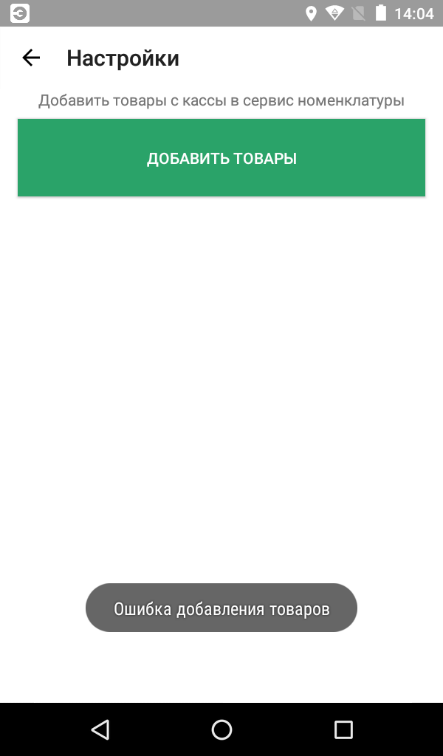 14:04
Настройки
Добавить товары с кассы в сервис номенклатуры
ДОБАВИТЬ ТОВАРЫ
Ошибка добавления товаров